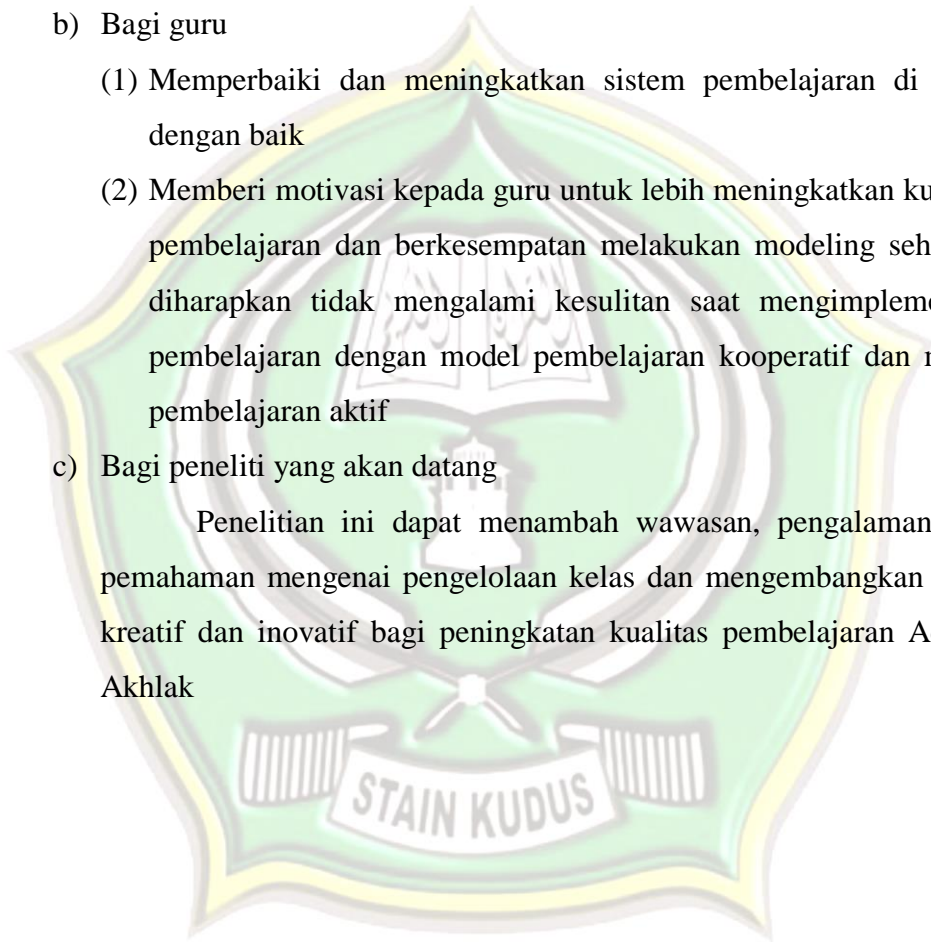 b) Bagi guru
(1) Memperbaiki dan meningkatkan sistem pembelajaran di
dengan baik
(2) Memberi motivasi kepada guru untuk lebih meningkatkan ku
pembelajaran dan berkesempatan melakukan modeling seh
diharapkan tidak mengalami kesulitan saat mengimpleme
pembelajaran dengan model pembelajaran kooperatif dan
pembelajaran aktif
c) Bagi peneliti yang akan datang
Penelitian ini dapat menambah wawasan, pengalaman
pemahaman mengenai pengelolaan kelas dan mengembangkan
kreatif dan inovatif bagi peningkatan kualitas pembelajaran A
Akhlak
STAIN KUDUS